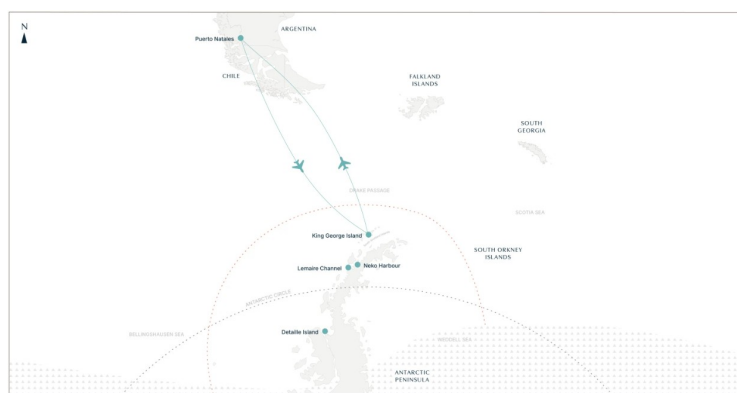 N
ARGENTINA
Puerto Natales
CHILE
FALKLAND
ISLANDS
SOUTH
GEORGIA
DRAKE PASSAGE
SCOTIA SEA
King George Island
SOUTH ORKNEY
ISLANDS
Neko Harbour
Lemaire Channel
ANTARCTIC CIRCLE
Detaille Island
BELLINGSHAUSEN SEA
WEDDELL SEA
ANTARCTIC
PENINSULA